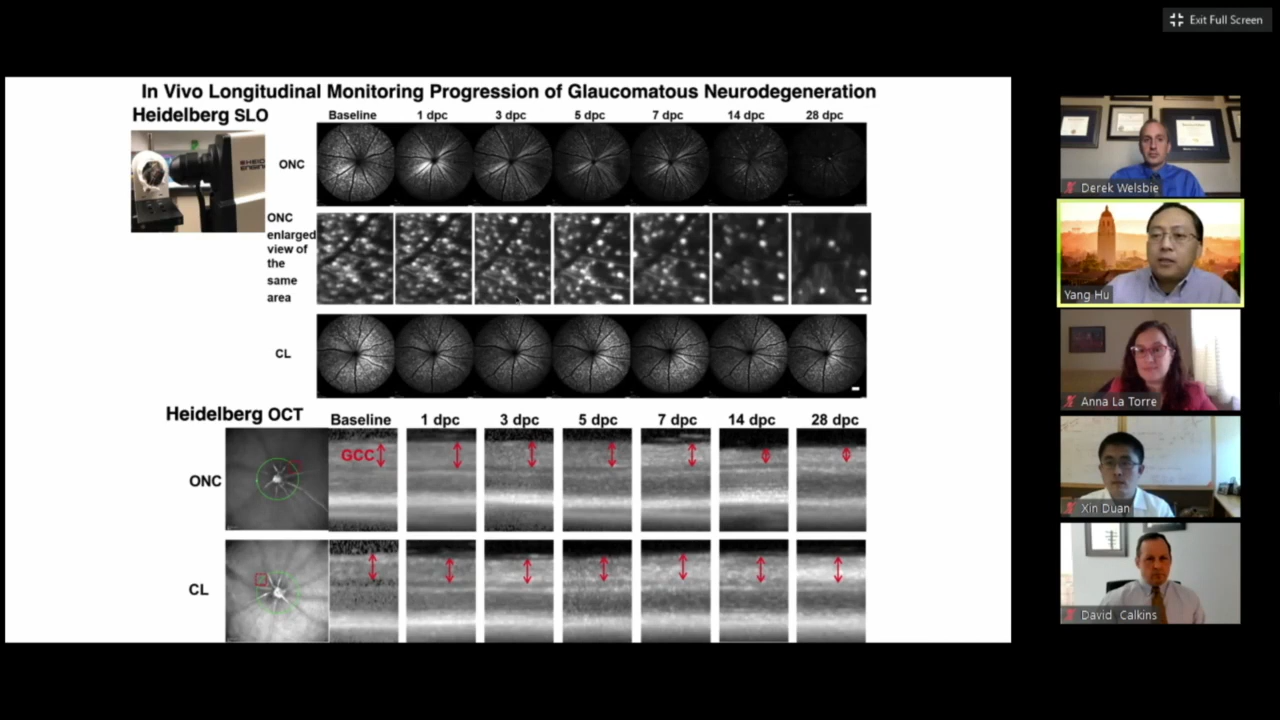 Exit Full Screen
In Vivo Longitudinal Monitoring Progression of Glaucomatous Neurodegeneration
Heidelberg SLO
Baseline 1 dpc 3 dpc 5 dpc 7 dpc 14 dpc 28 dpc
ONC
ONC
enlarged
view of
the
same
area
CL
Heidelberg OCT
Baseline 1 dpc 3 dpc 5 dpc 7 dpc 14 dpc 28 dpc
GCC
ONC
CL
Derek Welsbie
Yang Hu
Anna La Torre
Xin Duan
David Calkins